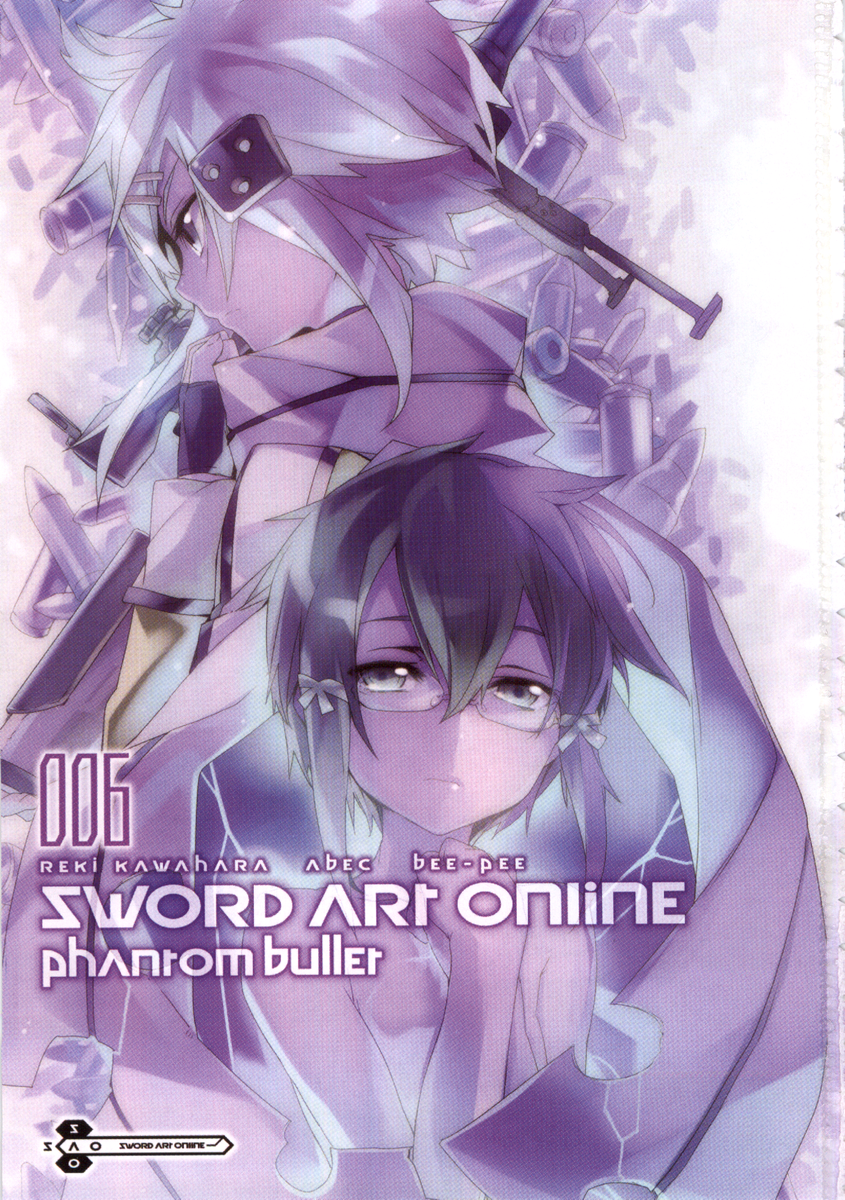 006
REKI KAWAHARA abec bee-pee
SWORD ART ONLINE
phantom bullet
S
S A O
O
SWORD ART ONLINE